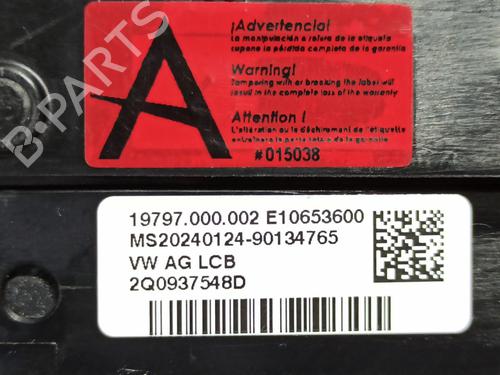 ¡Advertencia!
La manipulación o rotura de la etiqueta
supone la pérdida completa de la garantía
Warning!
Tampering with or breaking the label will
result in the complete loss of the warranty
Attention !
L'altération ou le déchirement de l'étiquette
entraînera la perte totale de la garantie
#015038
A
B-PARTS
19797.000.002 E10653600
MS20240124-90134765
VW AG LCB
2Q0937548D